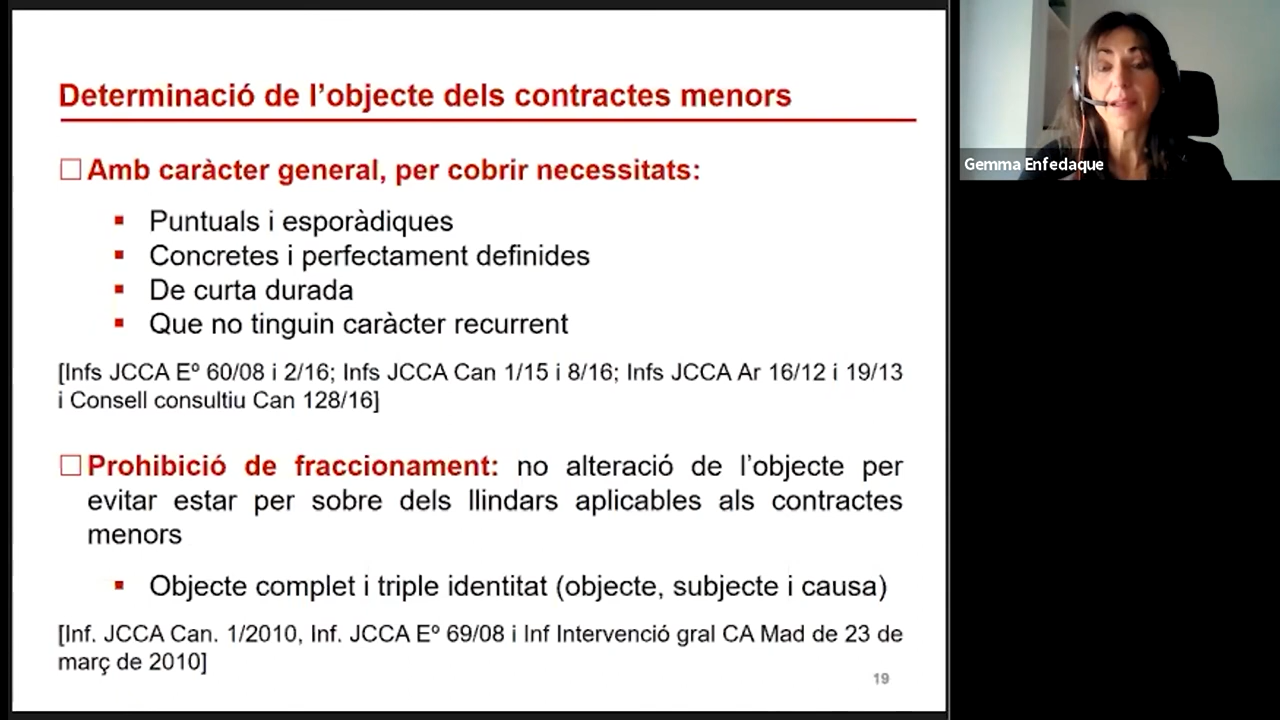 Determinació de l’objecte dels contractes menors
Amb caràcter general, per cobrir necessitats:
Puntuals i esporàdiques
Concretes i perfectament definides
De curta durada
Que no tinguin caràcter recurrent
[Infs JCCA Eº 60/08 i 2/16; Infs JCCA Can 1/15 i 8/16; Infs JCCA Ar 16/12 i 19/13
i Consell consultiu Can 128/16]
Prohibició de fraccionament: no alteració de l’objecte per
evitar estar per sobre dels llindars aplicables als contractes
menors
Objecte complet i triple identitat (objecte, subjecte i causa)
[Inf. JCCA Can. 1/2010, Inf. JCCA Eº 69/08 i Inf Intervenció gral CA Mad de 23 de
març de 2010]
19
Gemma Enfedaque